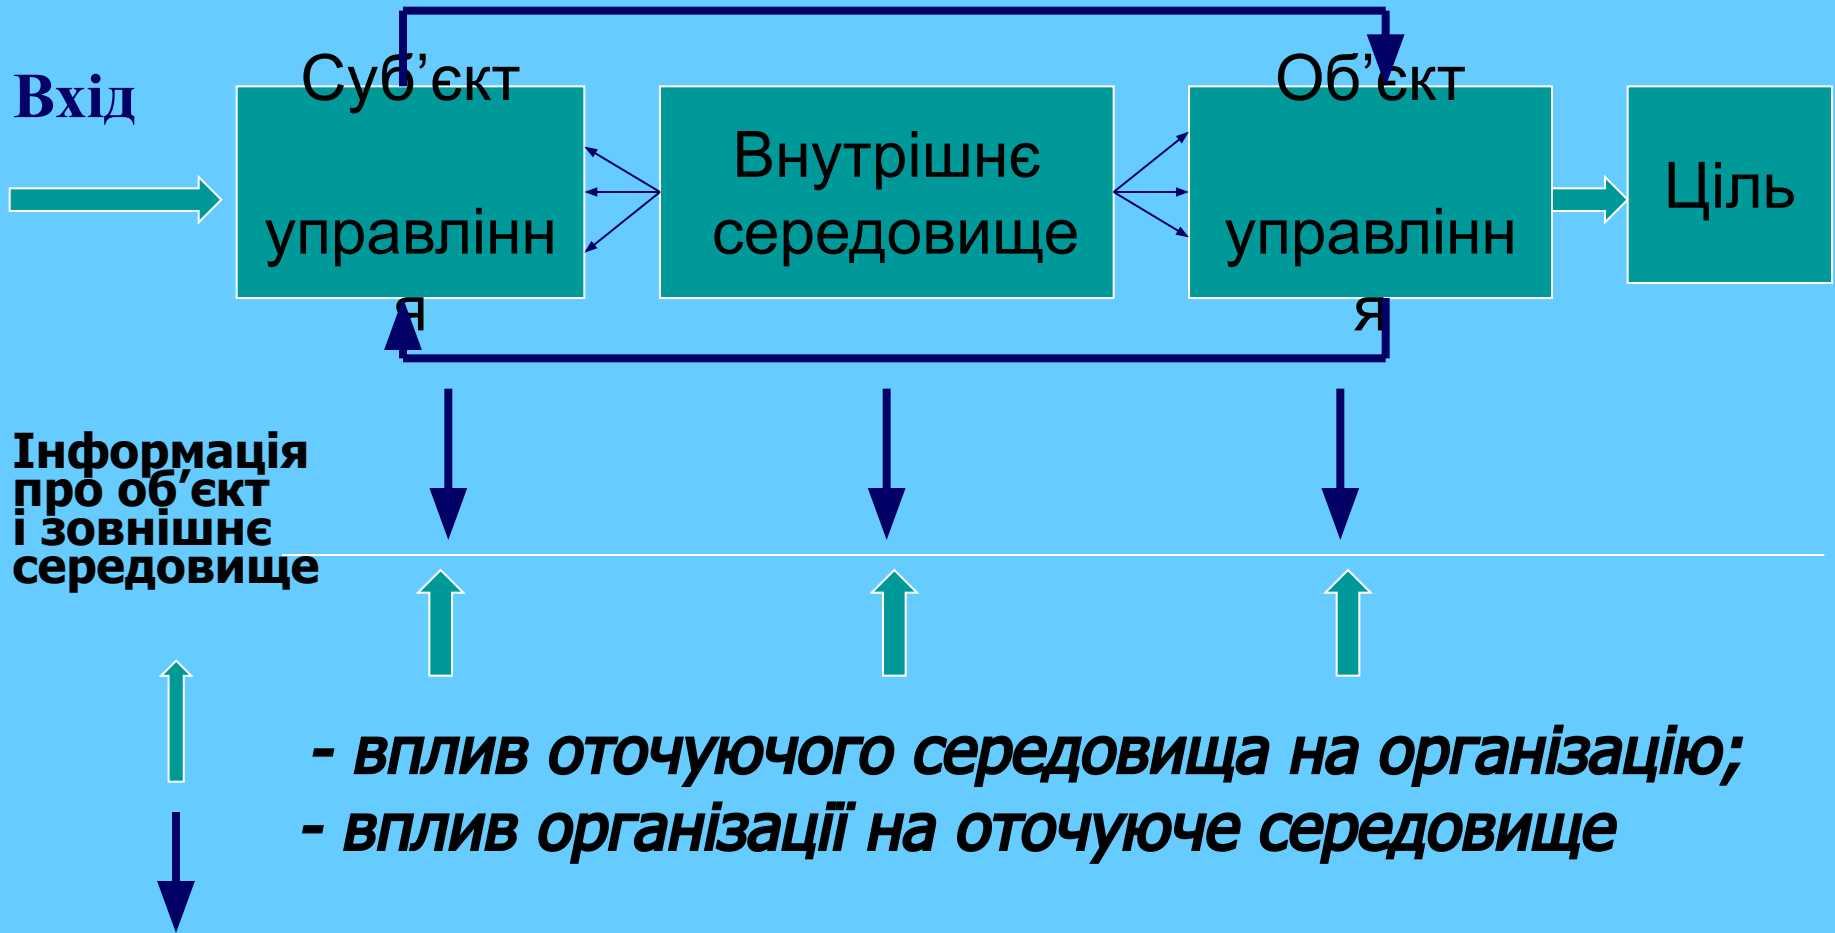 Вхід
Суб’єкт
управлінн
я
Внутрішнє
середовище
Об’єкт
управлінн
я
Ціль
Інформація
про об’єкт
і зовнішнє
середовище
- вплив оточуючого середовища на організацію;
- вплив організації на оточуюче середовище